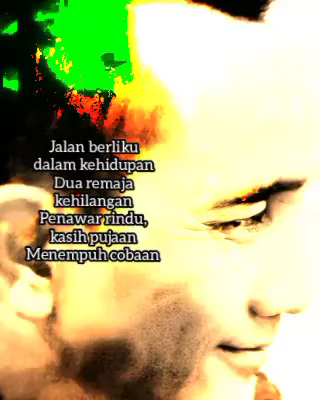 Jalan berliku
dalam kehidupan
Dua remaja
kehilangan
Penawar rindu,
kasih pujaan
Menempuh cobaan